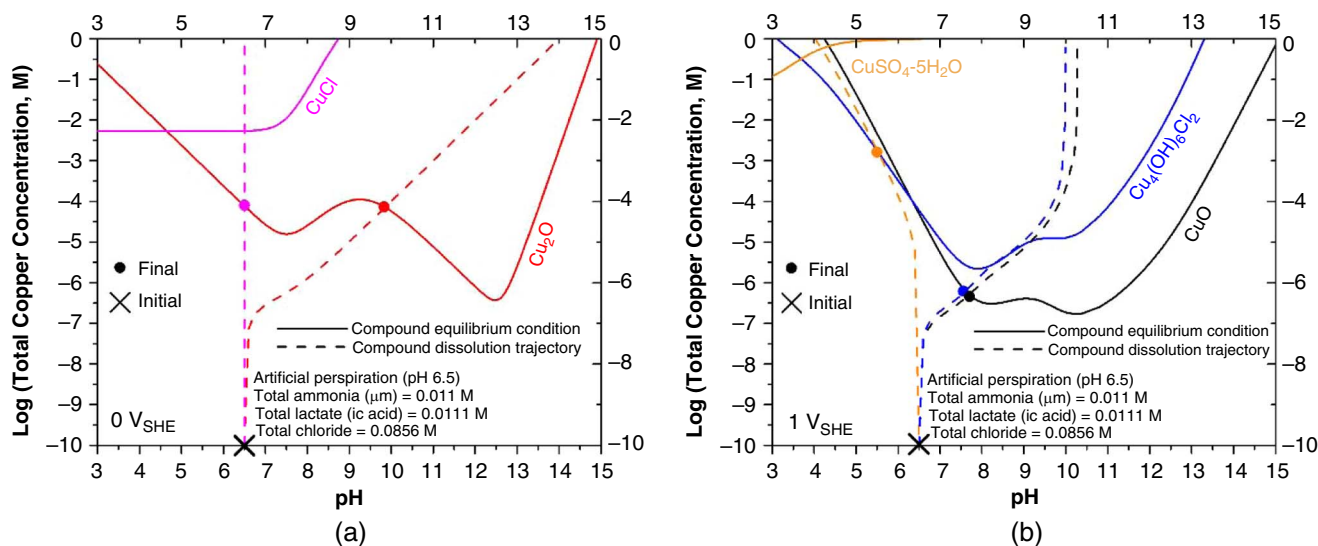 3 5 7 9 11 13 15
0 –1 –2 –3 –4 –5 –6 –7 –8 –9 –10
Log (Total Copper Concentration, M)
0 –2 –4 –6 –8 –10
CuCl
Cu2O
Final
Initial
Compound equilibrium condition
Compound dissolution trajectory
Artificial perspiration (pH 6.5)
Total ammonia (μm) = 0.011 M
Total lactate (ic acid) = 0.0111 M
Total chloride = 0.0856 M
0 VSHE
3 4 5 6 7 8 9 10 11 12 13 14 15
pH
(a)
3 5 7 9 11 13 15
0 –1 –2 –3 –4 –5 –6 –7 –8 –9 –10
Log (Total Copper Concentration, M)
0 –2 –4 –6 –8 –10
CuSO4-5H2O
Cu4(OH)6Cl2
CuO
Final
Initial
Compound equilibrium condition
Compound dissolution trajectory
Artificial perspiration (pH 6.5)
Total ammonia (μm) = 0.011 M
Total lactate (ic acid) = 0.0111 M
Total chloride = 0.0856 M
1 VSHE
3 4 5 6 7 8 9 10 11 12 13 14 15
pH
(b)